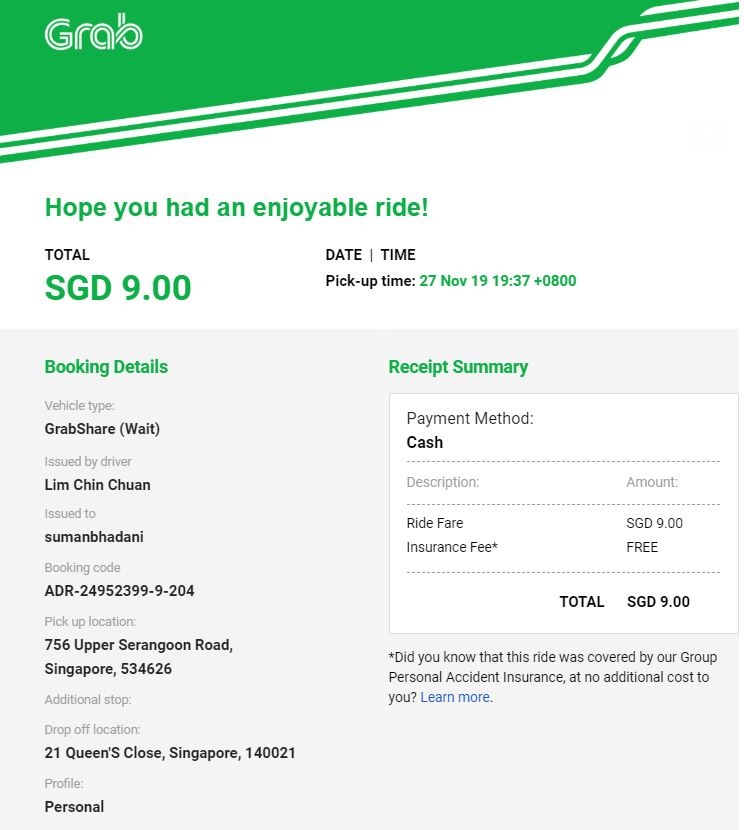 Grab
Hope you had an enjoyable ride!
TOTAL
SGD 9.00
DATE | TIME
Pick-up time: 27 Nov 19 19:37 +0800
Booking Details
Vehicle type:
GrabShare (Wait)
Issued by driver
Lim Chin Chuan
Issued to
sumanbhadani
Booking code
ADR-24952399-9-204
Pick up location:
756 Upper Serangoon Road,
Singapore, 534626
Additional stop:
Drop off location:
21 Queen'S Close, Singapore, 140021
Profile:
Personal
Receipt Summary
Payment Method:
Cash
Description: Amount:
Ride Fare SGD 9.00
Insurance Fee* FREE
TOTAL SGD 9.00
*Did you know that this ride was covered by our Group
Personal Accident Insurance, at no additional cost to
you? Learn more.